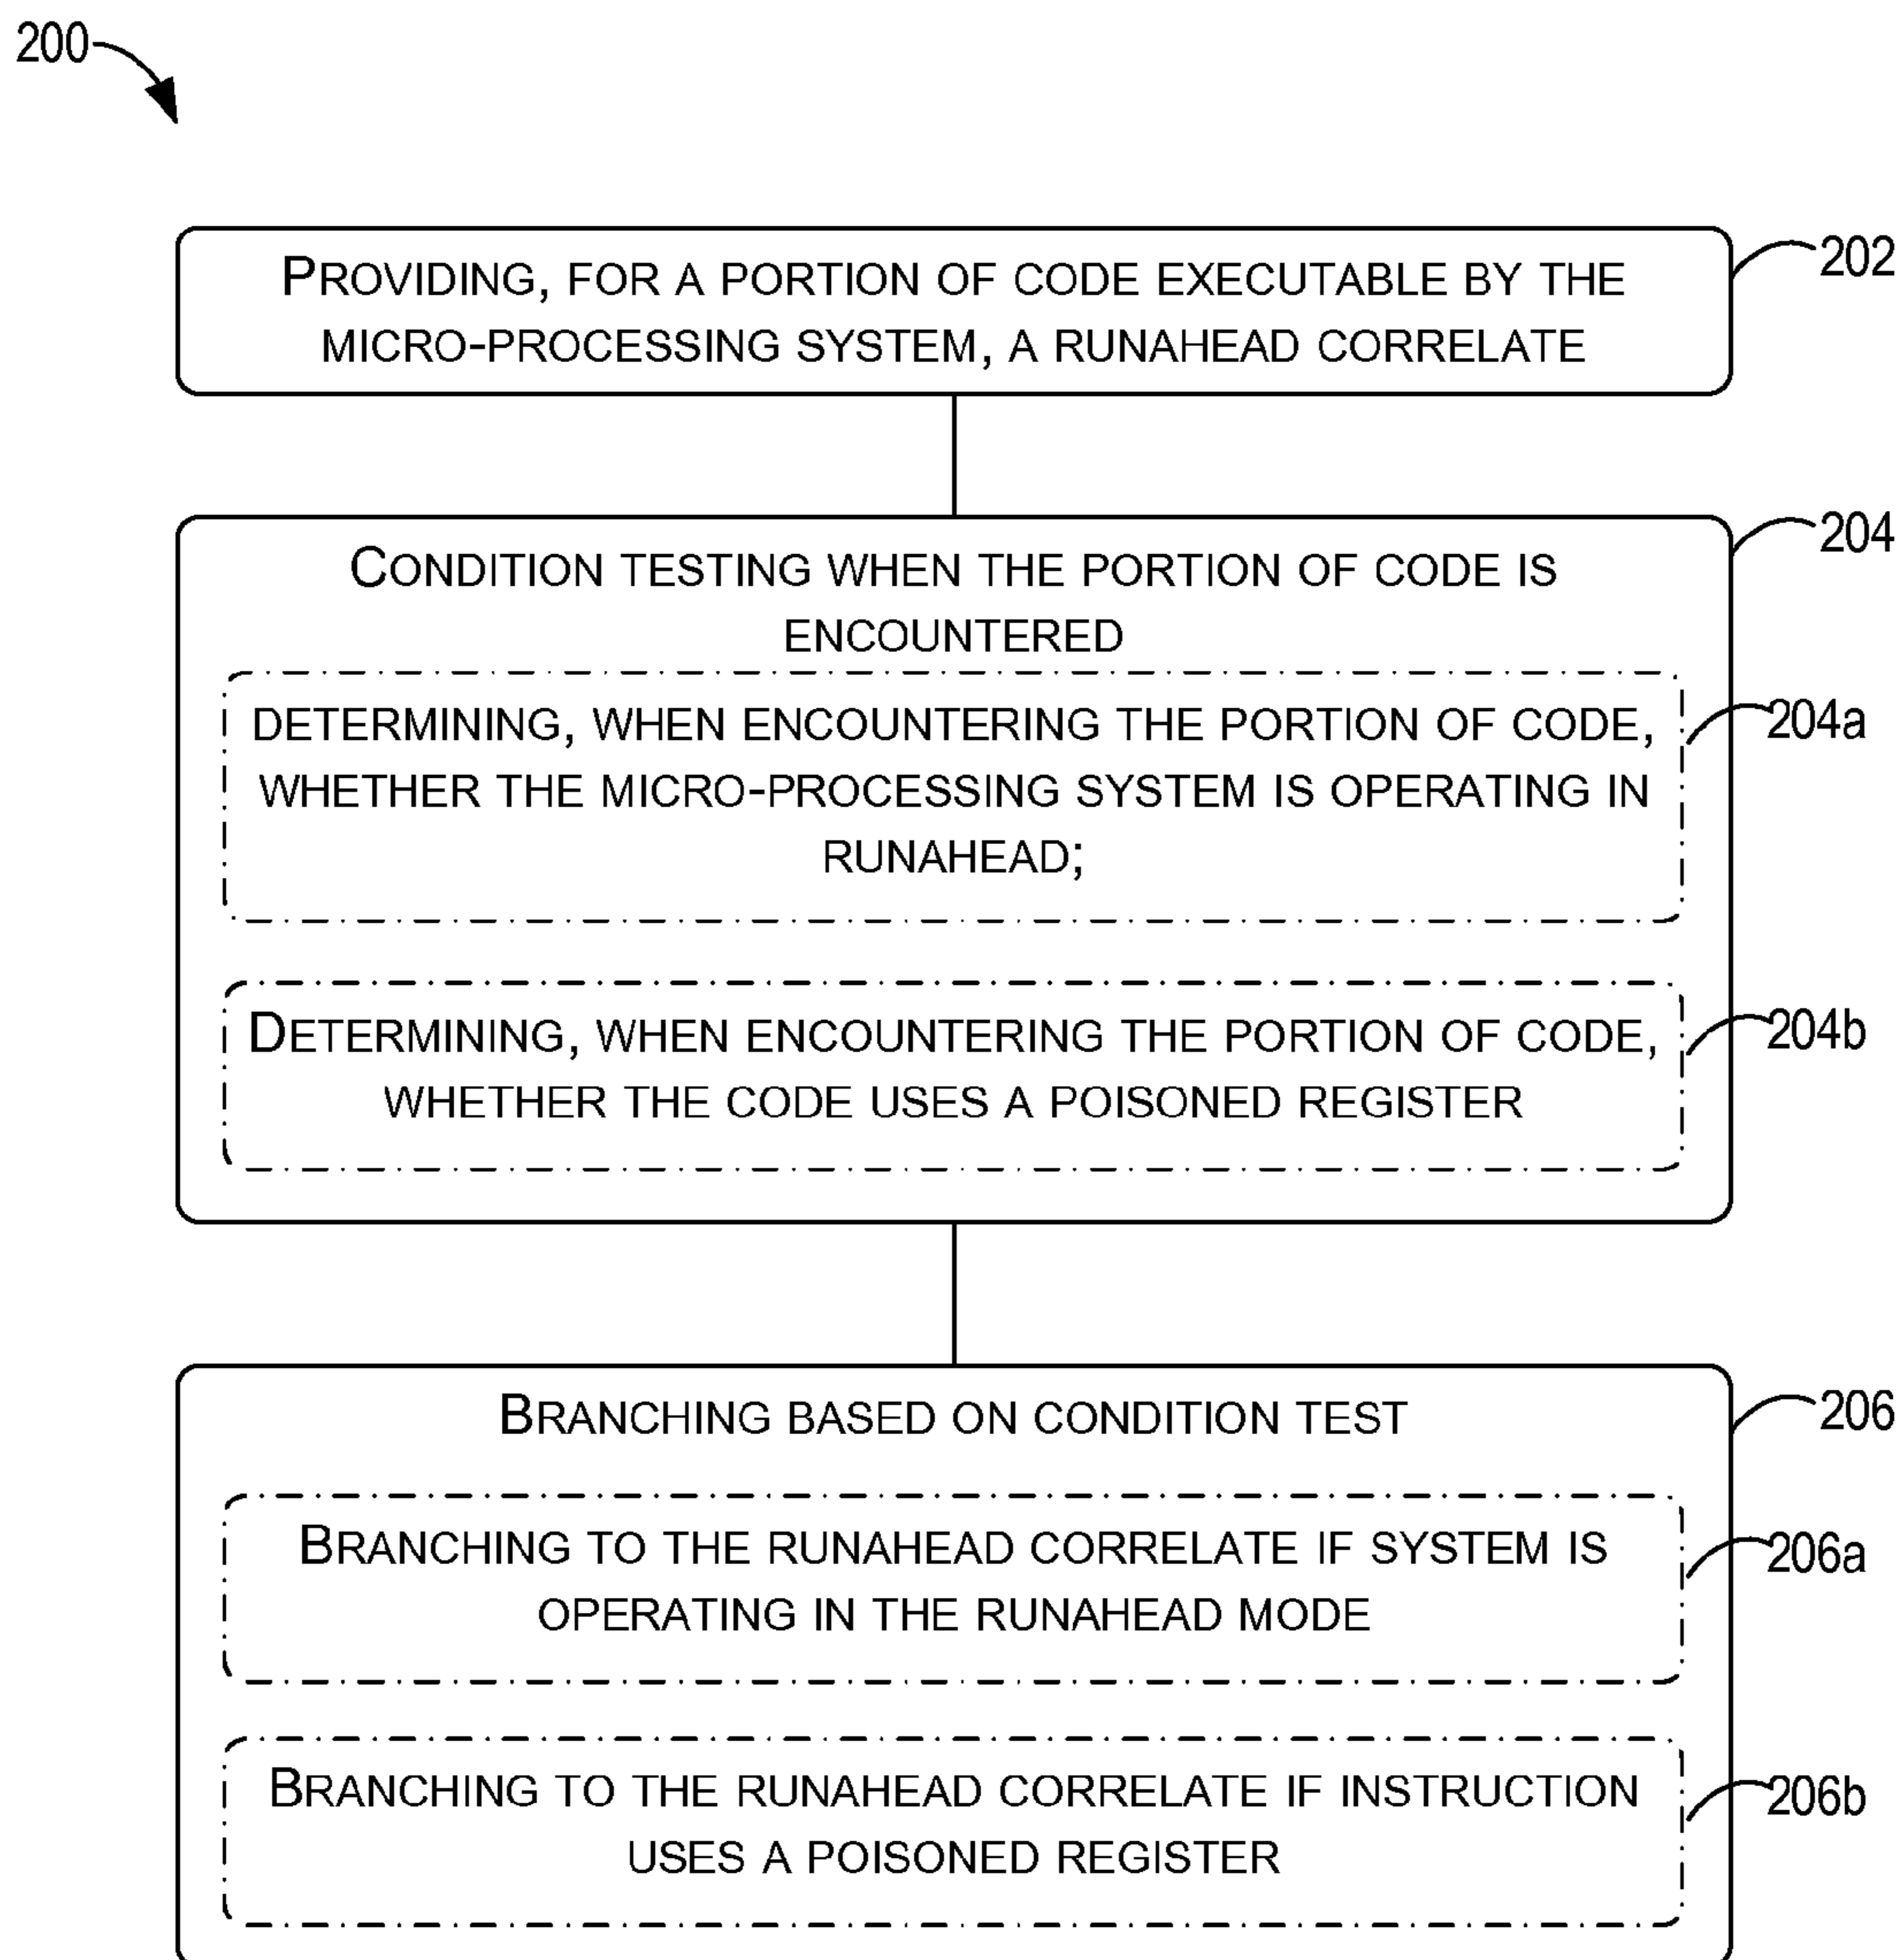 200
PROVIDING, FOR A PORTION OF CODE EXECUTABLE BY THE
MICRO-PROCESSING SYSTEM, A RUNAHEAD CORRELATE
202
CONDITION TESTING WHEN THE PORTION OF CODE IS
ENCOUNTERED
204
DETERMINING, WHEN ENCOUNTERING THE PORTION OF CODE,
WHETHER THE MICRO-PROCESSING SYSTEM IS OPERATING IN
RUNAHEAD;
204a
DETERMINING, WHEN ENCOUNTERING THE PORTION OF CODE,
WHETHER THE CODE USES A POISONED REGISTER
204b
BRANCHING BASED ON CONDITION TEST
206
BRANCHING TO THE RUNAHEAD CORRELATE IF SYSTEM IS
OPERATING IN THE RUNAHEAD MODE
206a
BRANCHING TO THE RUNAHEAD CORRELATE IF INSTRUCTION
USES A POISONED REGISTER
206b